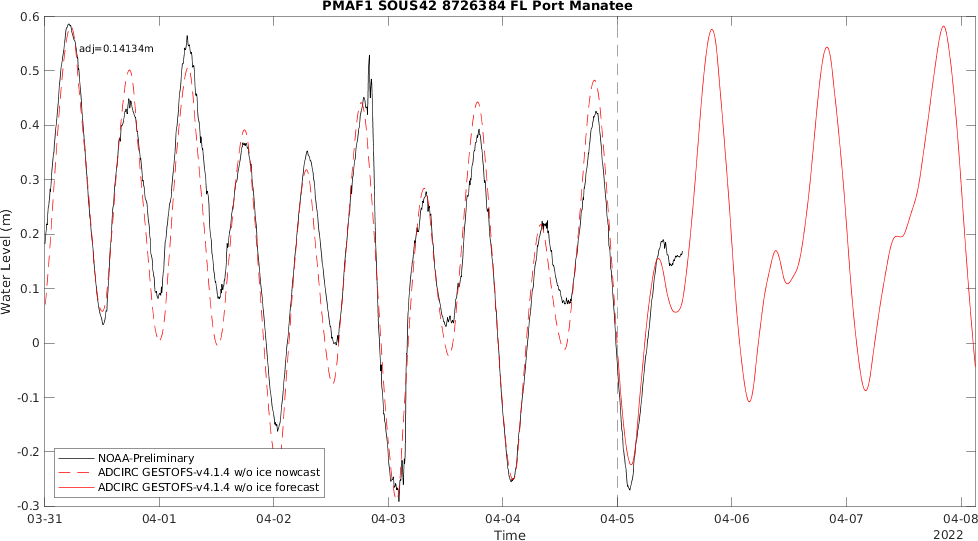 PMAF1 SOUS42 8726384 FL Port Manatee
adj=0.14134m
0.6
0.5
0.4
0.3
0.2
0.1
0
-0.1
-0.2
-0.3
Water Level (m)
NOAA-Preliminary
ADCIRC GESTOFS-v4.1.4 w/o ice nowcast
ADCIRC GESTOFS-v4.1.4 w/o ice forecast
03-31 04-01 04-02 04-03 04-04 04-05 04-06 04-07 04-08
Time
2022